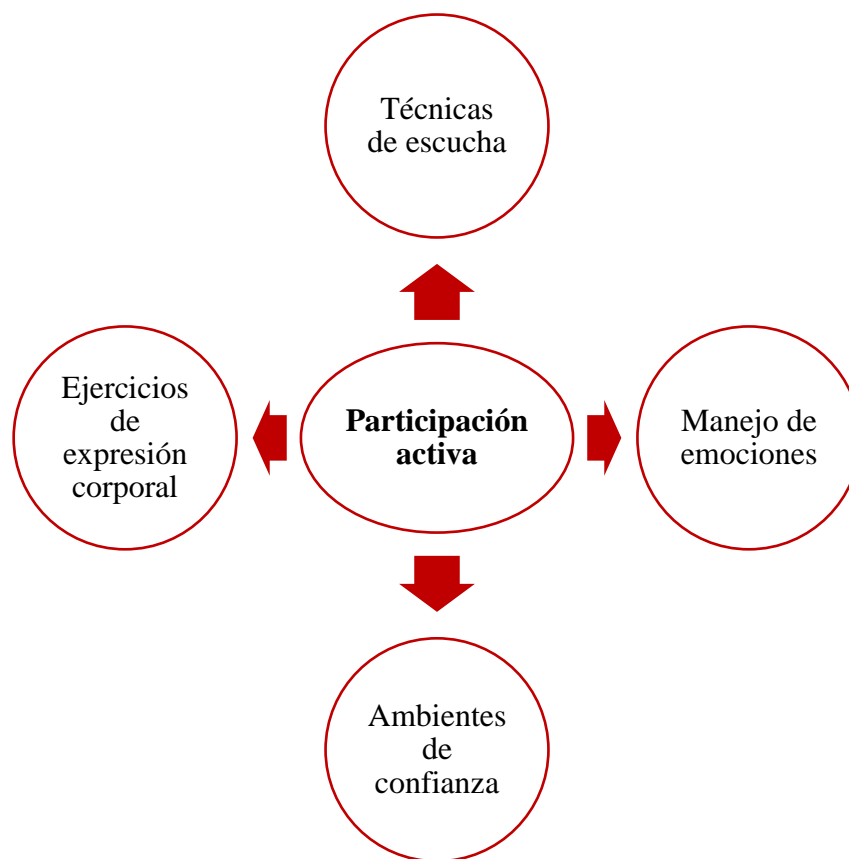 Técnicas
de escucha
Ejercicios
de
expresión
corporal
Participación
activa
Manejo de
emociones
Ambientes
de
confianza